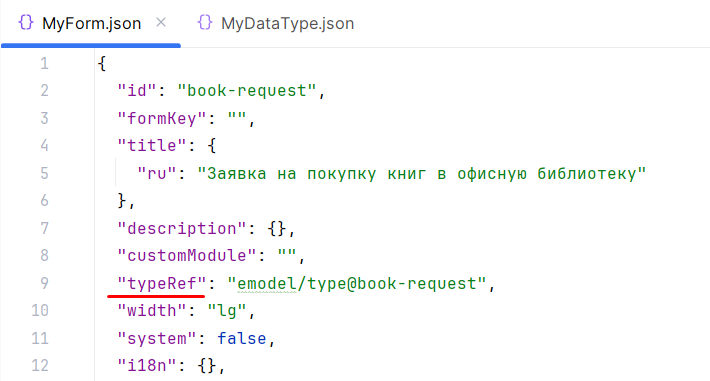 {} MyForm.json × {} MyDataType.json
1 {
2 "id": "book-request",
3 "formKey": "",
4 "title": {
5 "ru": "Заявка на покупку книг в офисную библиотеку"
6 },
7 "description": {},
8 "customModule": "",
9 "typeRef": "emodel/type@book-request",
10 "width": "lg",
11 "system": false,
12 "i18n": {},